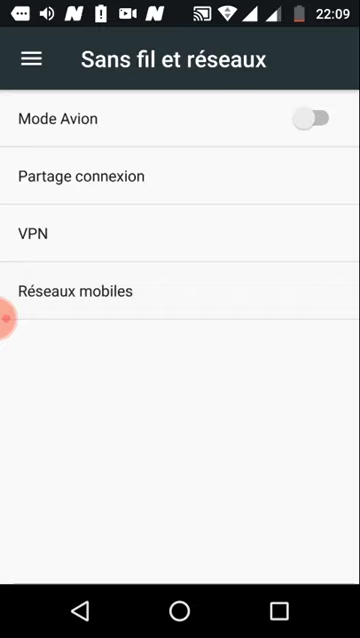 22:09
Sans fil et réseaux
Mode Avion
Partage connexion
VPN
Réseaux mobiles